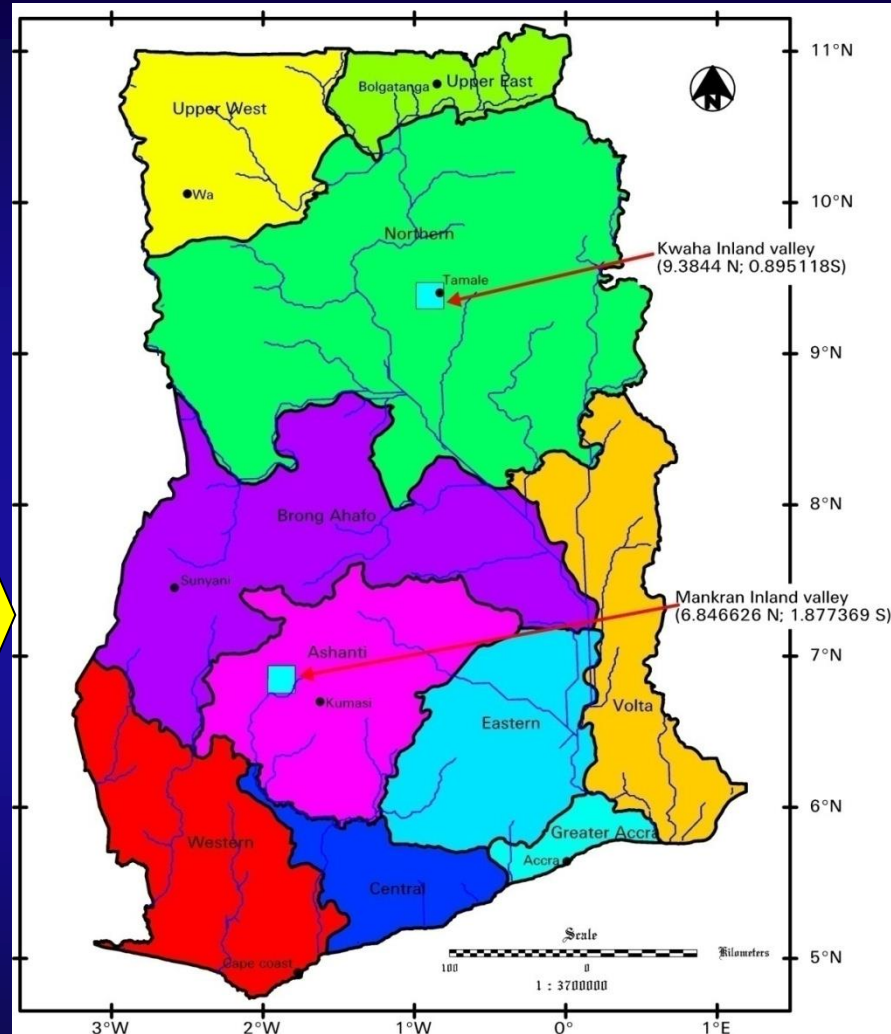 11°N
Upper West
Bolgatanga
Upper East
N
Wa
10°N
Northern
Kwaha Inland valley
(9.3844 N; 0.895118S)
Tamale
9°N
8°N
Brong Ahafo
Sunyani
Mankran Inland valley
(6.846626 N; 1.877369 S)
Ashanti
7°N
Kumasi
Eastern
Volta
6°N
Western
Greater Accra
Accra
Central
Scale
Kilometers
100 0
1 : 3700000
5°N
Cape coast
3°W 2°W 1°W 0° 1°E